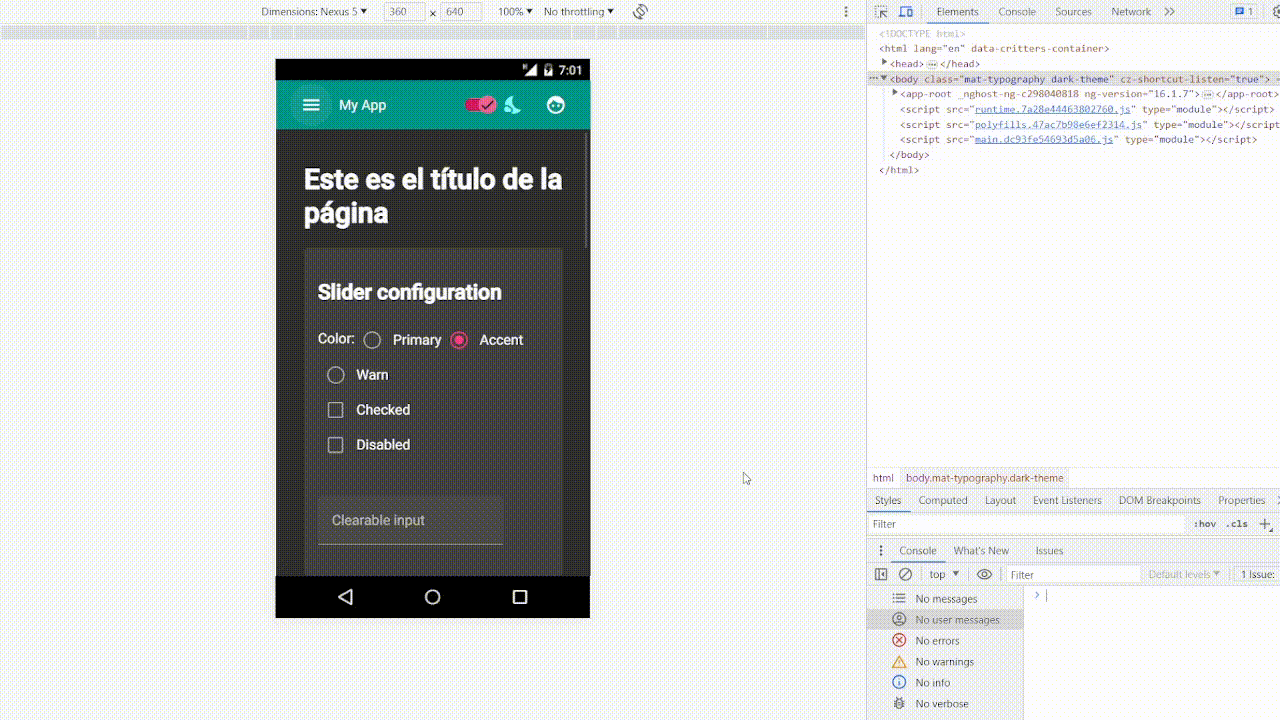 Dimensions: Nexus 5 ▼ 360 × 640 100% ▼ No throttling ▼
Elements Console Sources Network 1
<!DOCTYPE html>
<html lang="en" data-critters-container>
<head> … </head>
<body class="mat-typography dark-theme" cz-shortcut-listen="true">
<app-root _nghost-ng-c298040818 ng-version="16.1.7"> … </app-root>
<script src="runtime.7a28e44463802760.js" type="module"></script>
<script src="polyfills.47ac7b98e6ef2314.js" type="module"></script>
<script src="main.dc93fe54693d5a06.js" type="module"></script>
</body>
</html>
7:01
My App
Este es el título de la
página
Slider configuration
Color: Primary Accent
Warn
Checked
Disabled
Clearable input
html body.mat-typography.dark-theme
Styles Computed Layout Event Listeners DOM Breakpoints Properties
Filter :hov .cls
Console What's New Issues
top ▼ Filter Default levels ▼ 1 Issue:
No messages
No user messages
No errors
No warnings
No info
No verbose